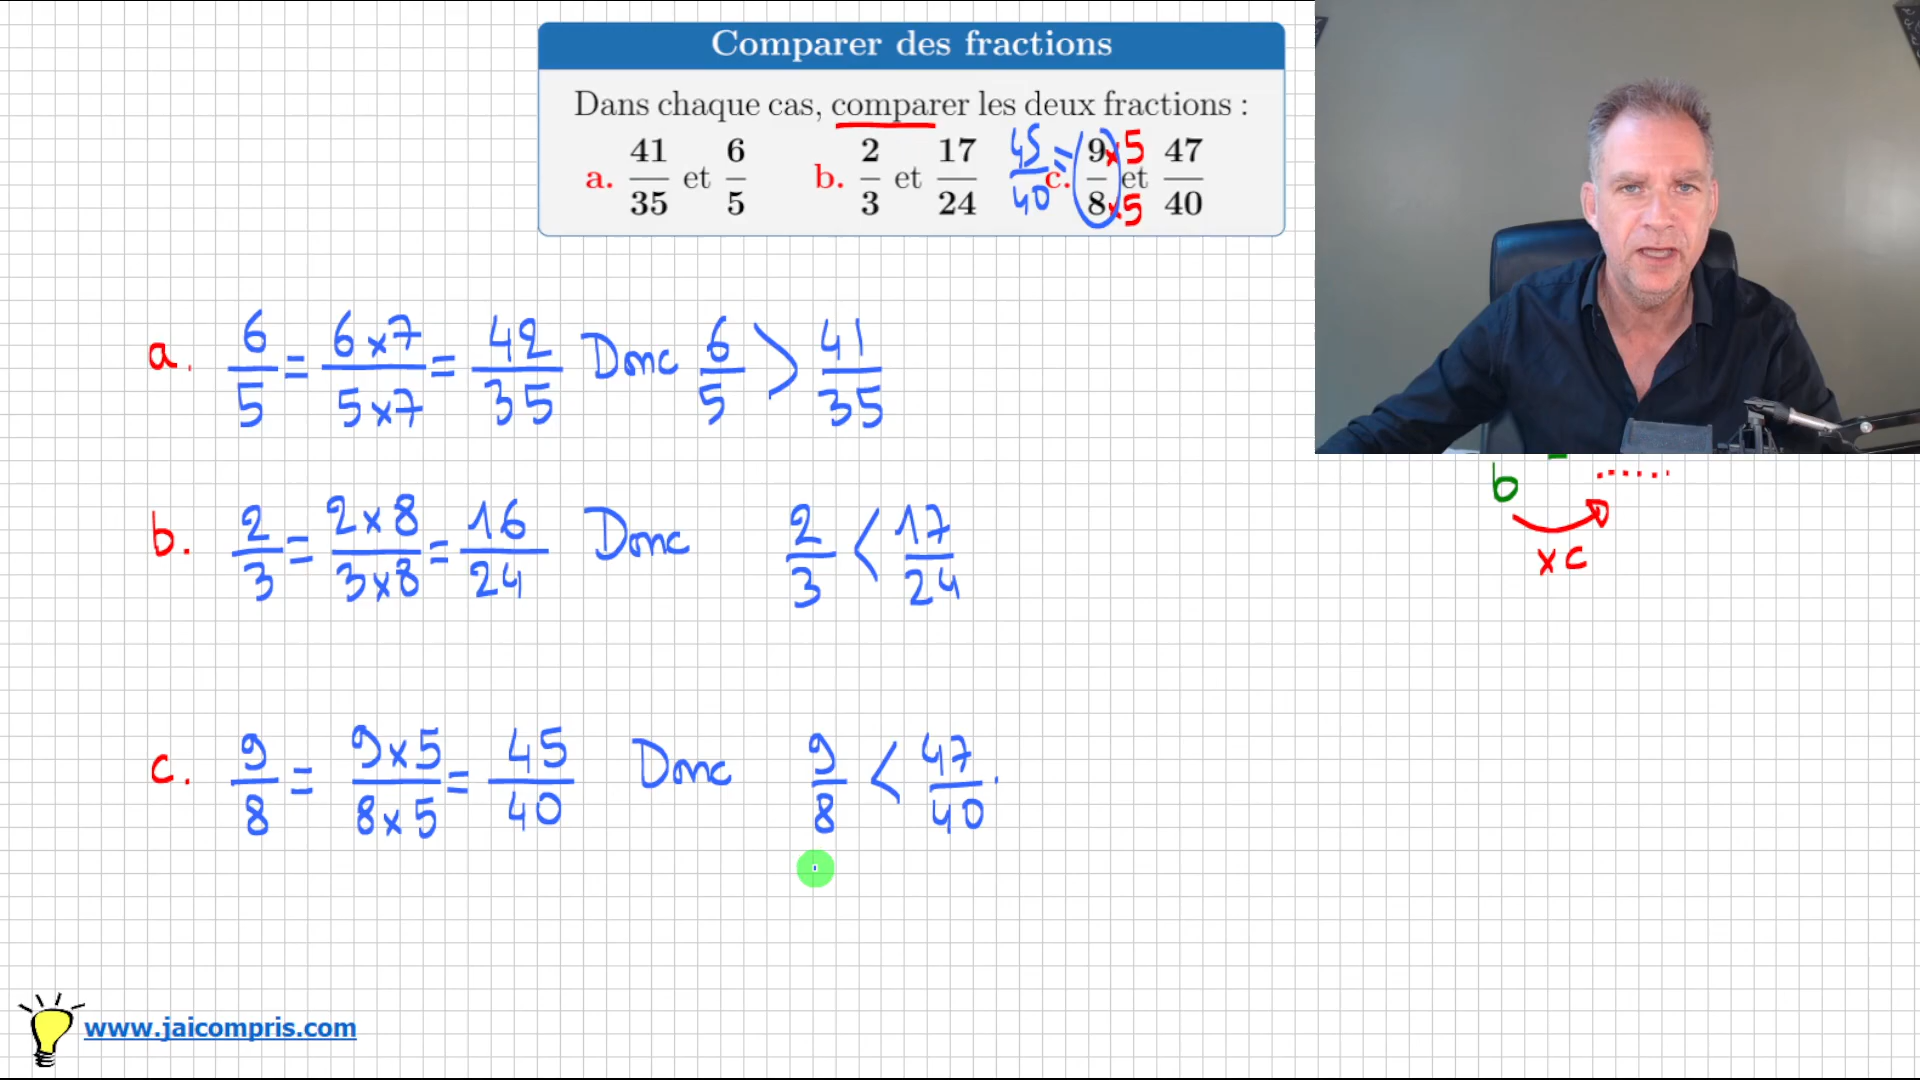 Comparer des fractions
Dans chaque cas, comparer les deux fractions :
a. 41/35 et 6/5 b. 2/3 et 17/24 45/40 = c. 9×5/8×5 et 47/40
a. 6/5 = 6×7/5×7 = 42/35 Donc 6/5 > 41/35
b
.....
×c
b. 2/3 = 2×8/3×8 = 16/24 Donc 2/3 < 17/24
c. 9/8 = 9×5/8×5 = 45/40 Donc 9/8 < 47/40.
www.jaicompris.com